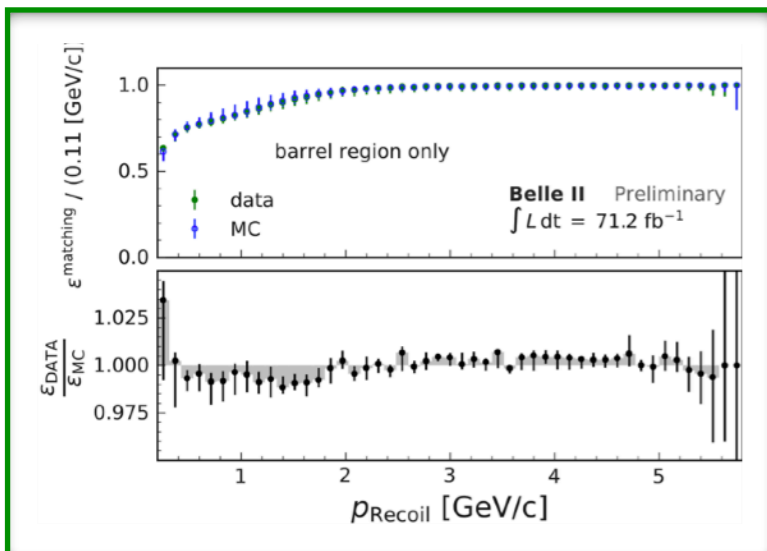 ε^matching / (0.11 [GeV/c])
1.0
0.5
0.0
barrel region only
data
MC
Belle II Preliminary
∫ L dt = 71.2 fb⁻¹
ε_DATA
ε_MC
1.025
1.000
0.975
1 2 3 4 5
p_Recoil [GeV/c]